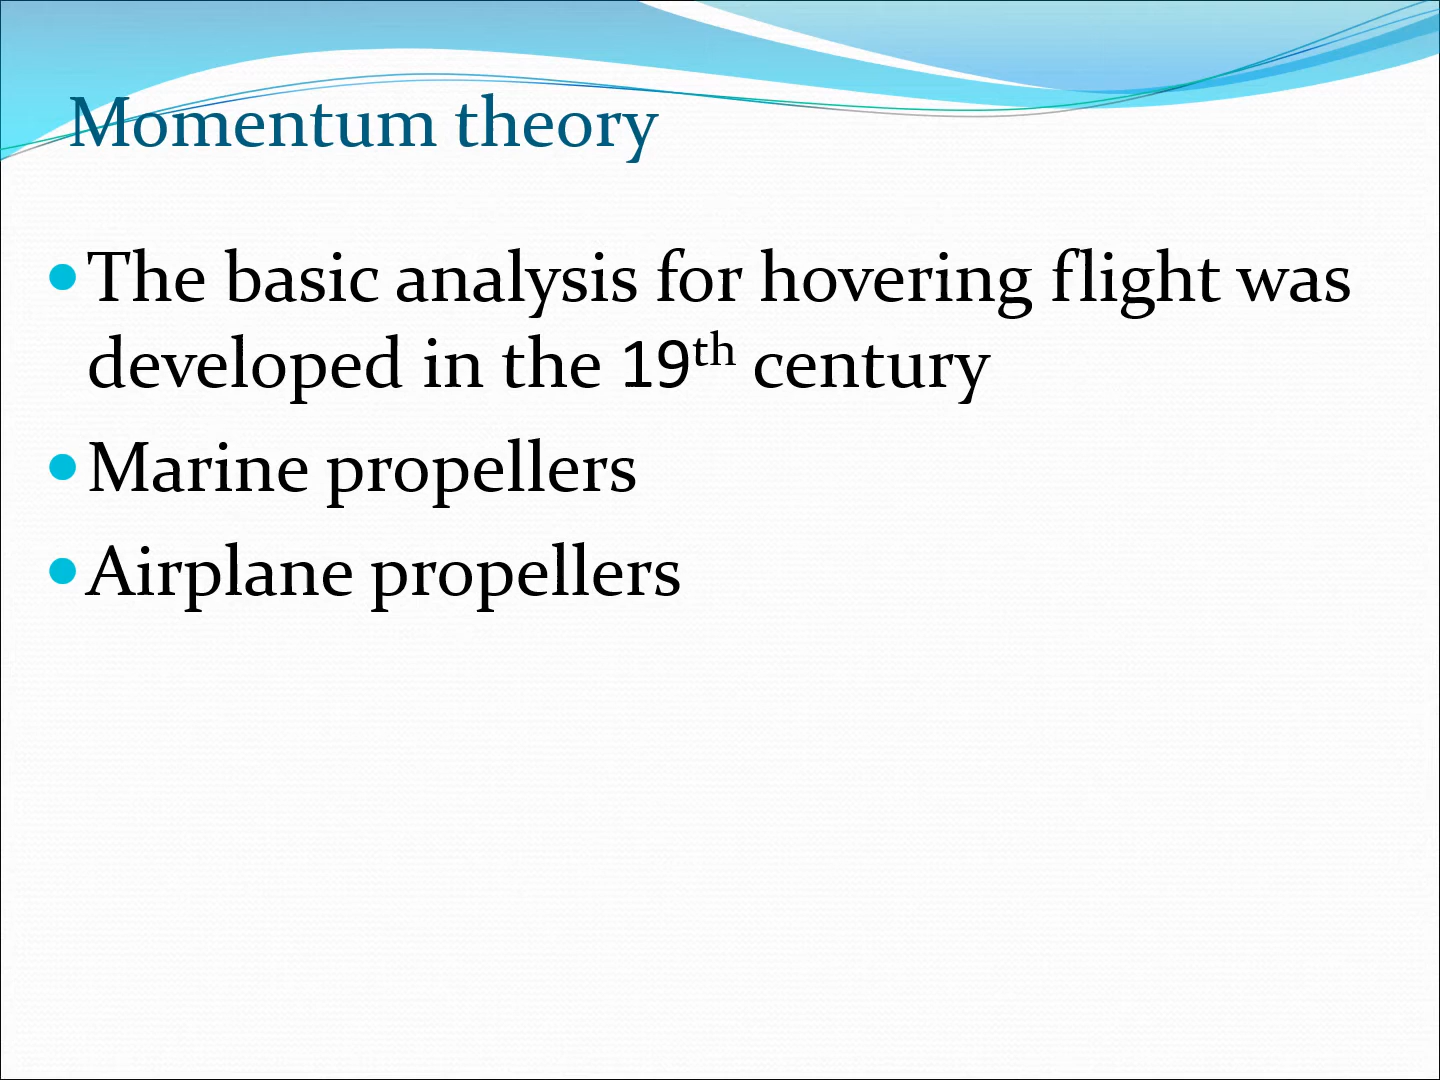 Momentum theory
• The basic analysis for hovering flight was
developed in the 19th century
• Marine propellers
• Airplane propellers